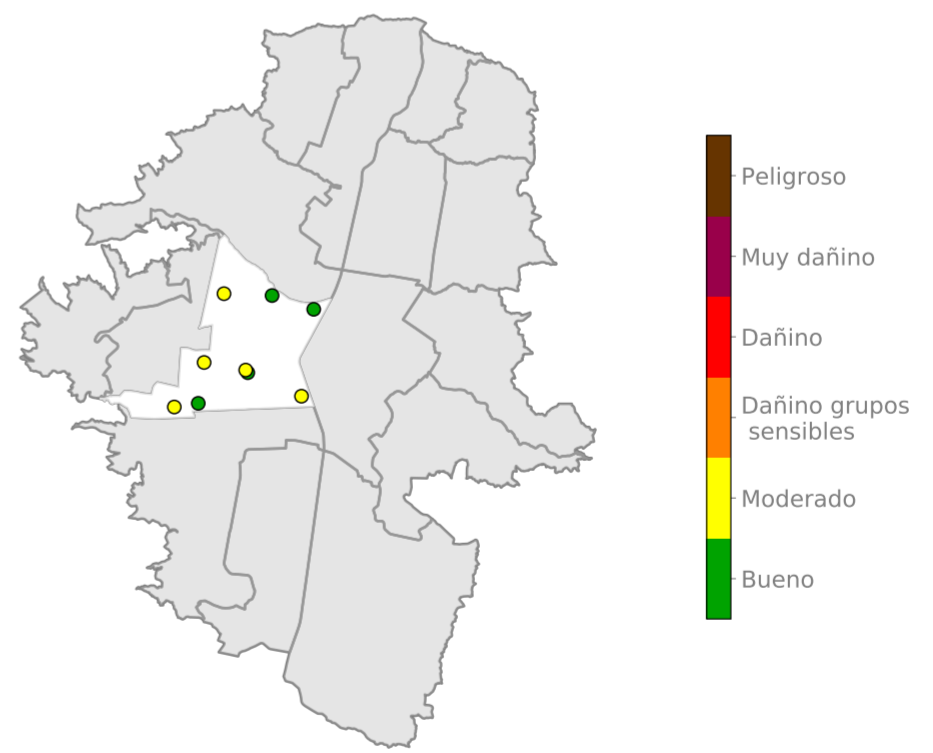 Peligroso
Muy dañino
Dañino
Dañino grupos
sensibles
Moderado
Bueno